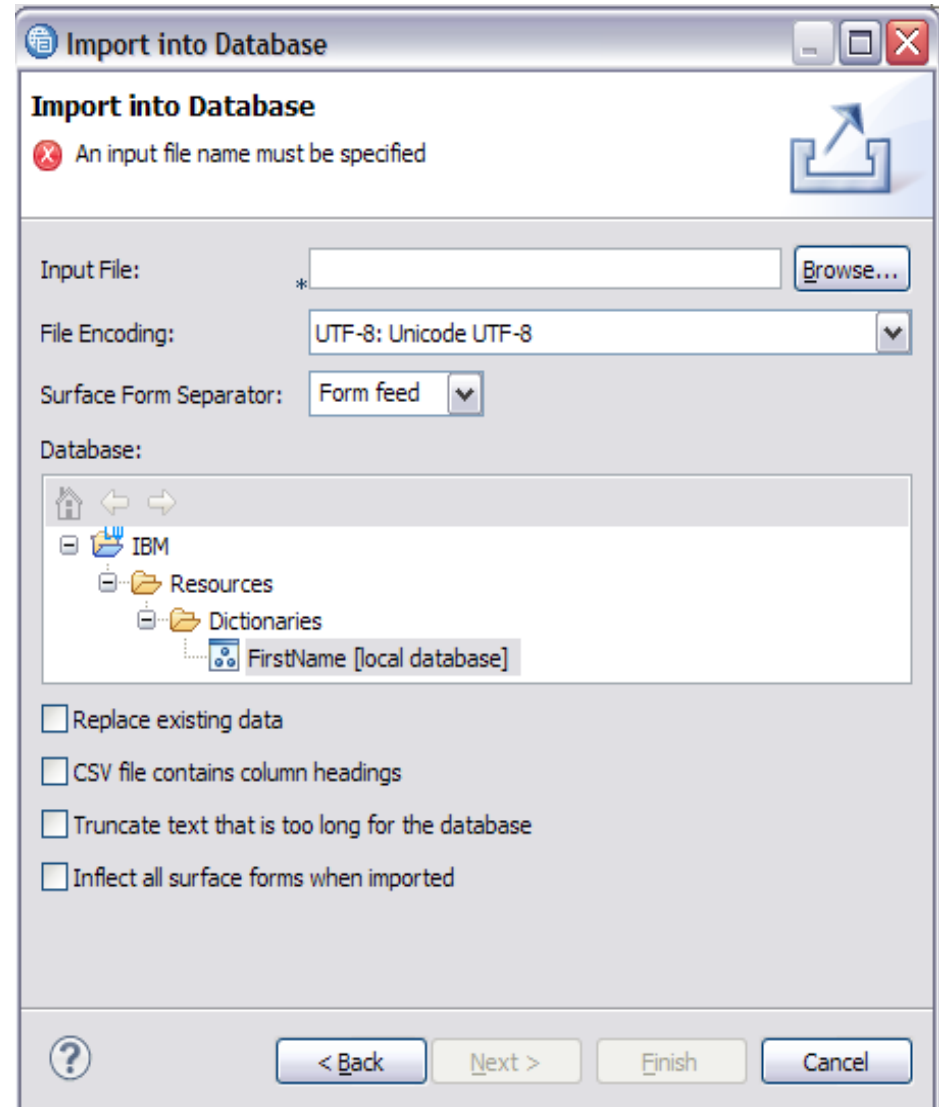 Import into Database
Import into Database
An input file name must be specified
Input File:
* Browse...
File Encoding: UTF-8: Unicode UTF-8
Surface Form Separator: Form feed
Database:
IBM
Resources
Dictionaries
FirstName [local database]
Replace existing data
CSV file contains column headings
Truncate text that is too long for the database
Inflect all surface forms when imported
? < Back Next > Finish Cancel